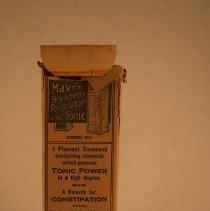 Mayr's
System
Regulator
and Tonic
A Pleasant Compound
containing elements
which possess
TONIC POWER
in a high degree.
A Remedy for
CONSTIPATION